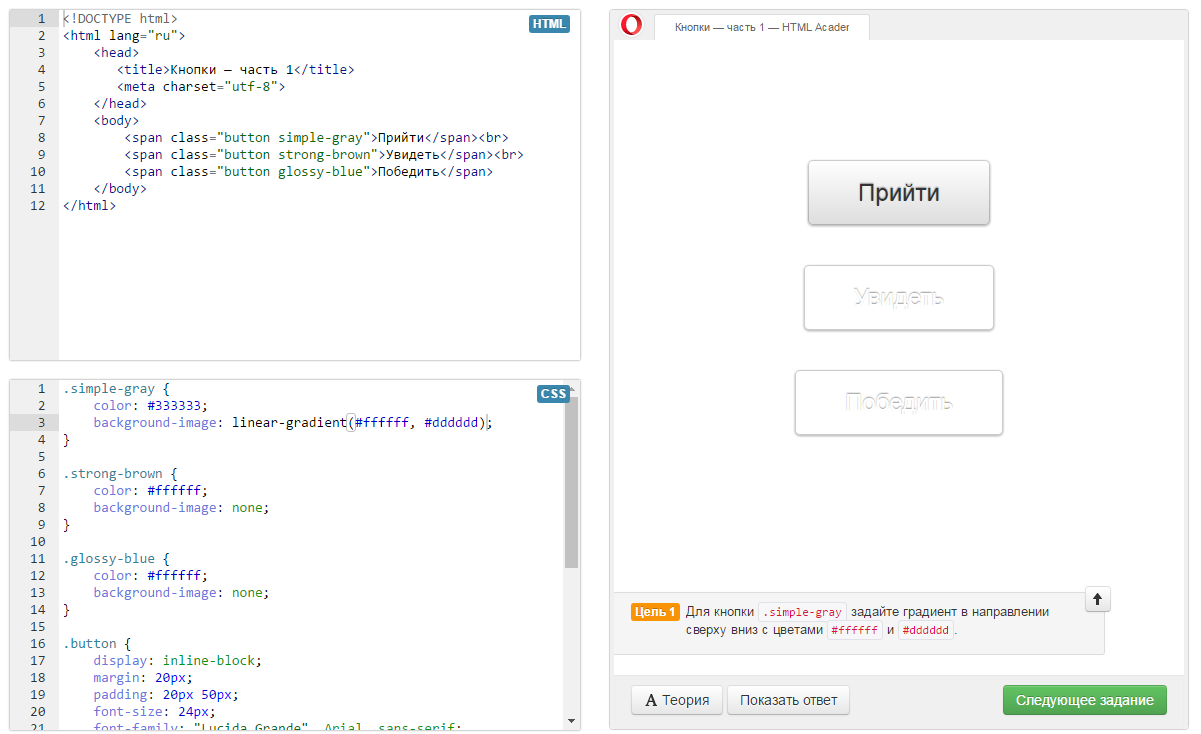 HTML
1 <!DOCTYPE html>
2 <html lang="ru">
3 <head>
4 <title>Кнопки — часть 1</title>
5 <meta charset="utf-8">
6 </head>
7 <body>
8 <span class="button simple-gray">Прийти</span><br>
9 <span class="button strong-brown">Увидеть</span><br>
10 <span class="button glossy-blue">Победить</span>
11 </body>
12 </html>
CSS
1 .simple-gray {
2 color: #333333;
3 background-image: linear-gradient(#ffffff, #dddddd);
4 }
5
6 .strong-brown {
7 color: #ffffff;
8 background-image: none;
9 }
10
11 .glossy-blue {
12 color: #ffffff;
13 background-image: none;
14 }
15
16 .button {
17 display: inline-block;
18 margin: 20px;
19 padding: 20px 50px;
20 font-size: 24px;
21 font-family: "Lucida Grande", Arial, sans-serif;
Кнопки — часть 1 — HTML Acader
Прийти
Увидеть
Победить
Цель 1 Для кнопки .simple-gray задайте градиент в направлении
сверху вниз с цветами #ffffff и #dddddd.
A Теория
Показать ответ
Следующее задание